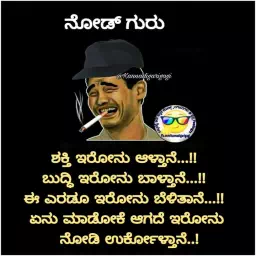 ನೋಡ್ ಗುರು
ಶಕ್ತಿ ಇರೋನು ಆಳ್ತಾನೆ...!!
ಬುದ್ಧಿ ಇರೋನು ಬಾಳ್ತಾನೆ...!!
ಈ ಎರಡೂ ಇರೋನು ಬೆಳಿತಾನೆ...!!
ಏನು ಮಾಡೋಕೆ ಆಗದೆ ಇರೋನು
ನೋಡಿ ಉರ್ಕೋಳ್ತಾನೆ..!